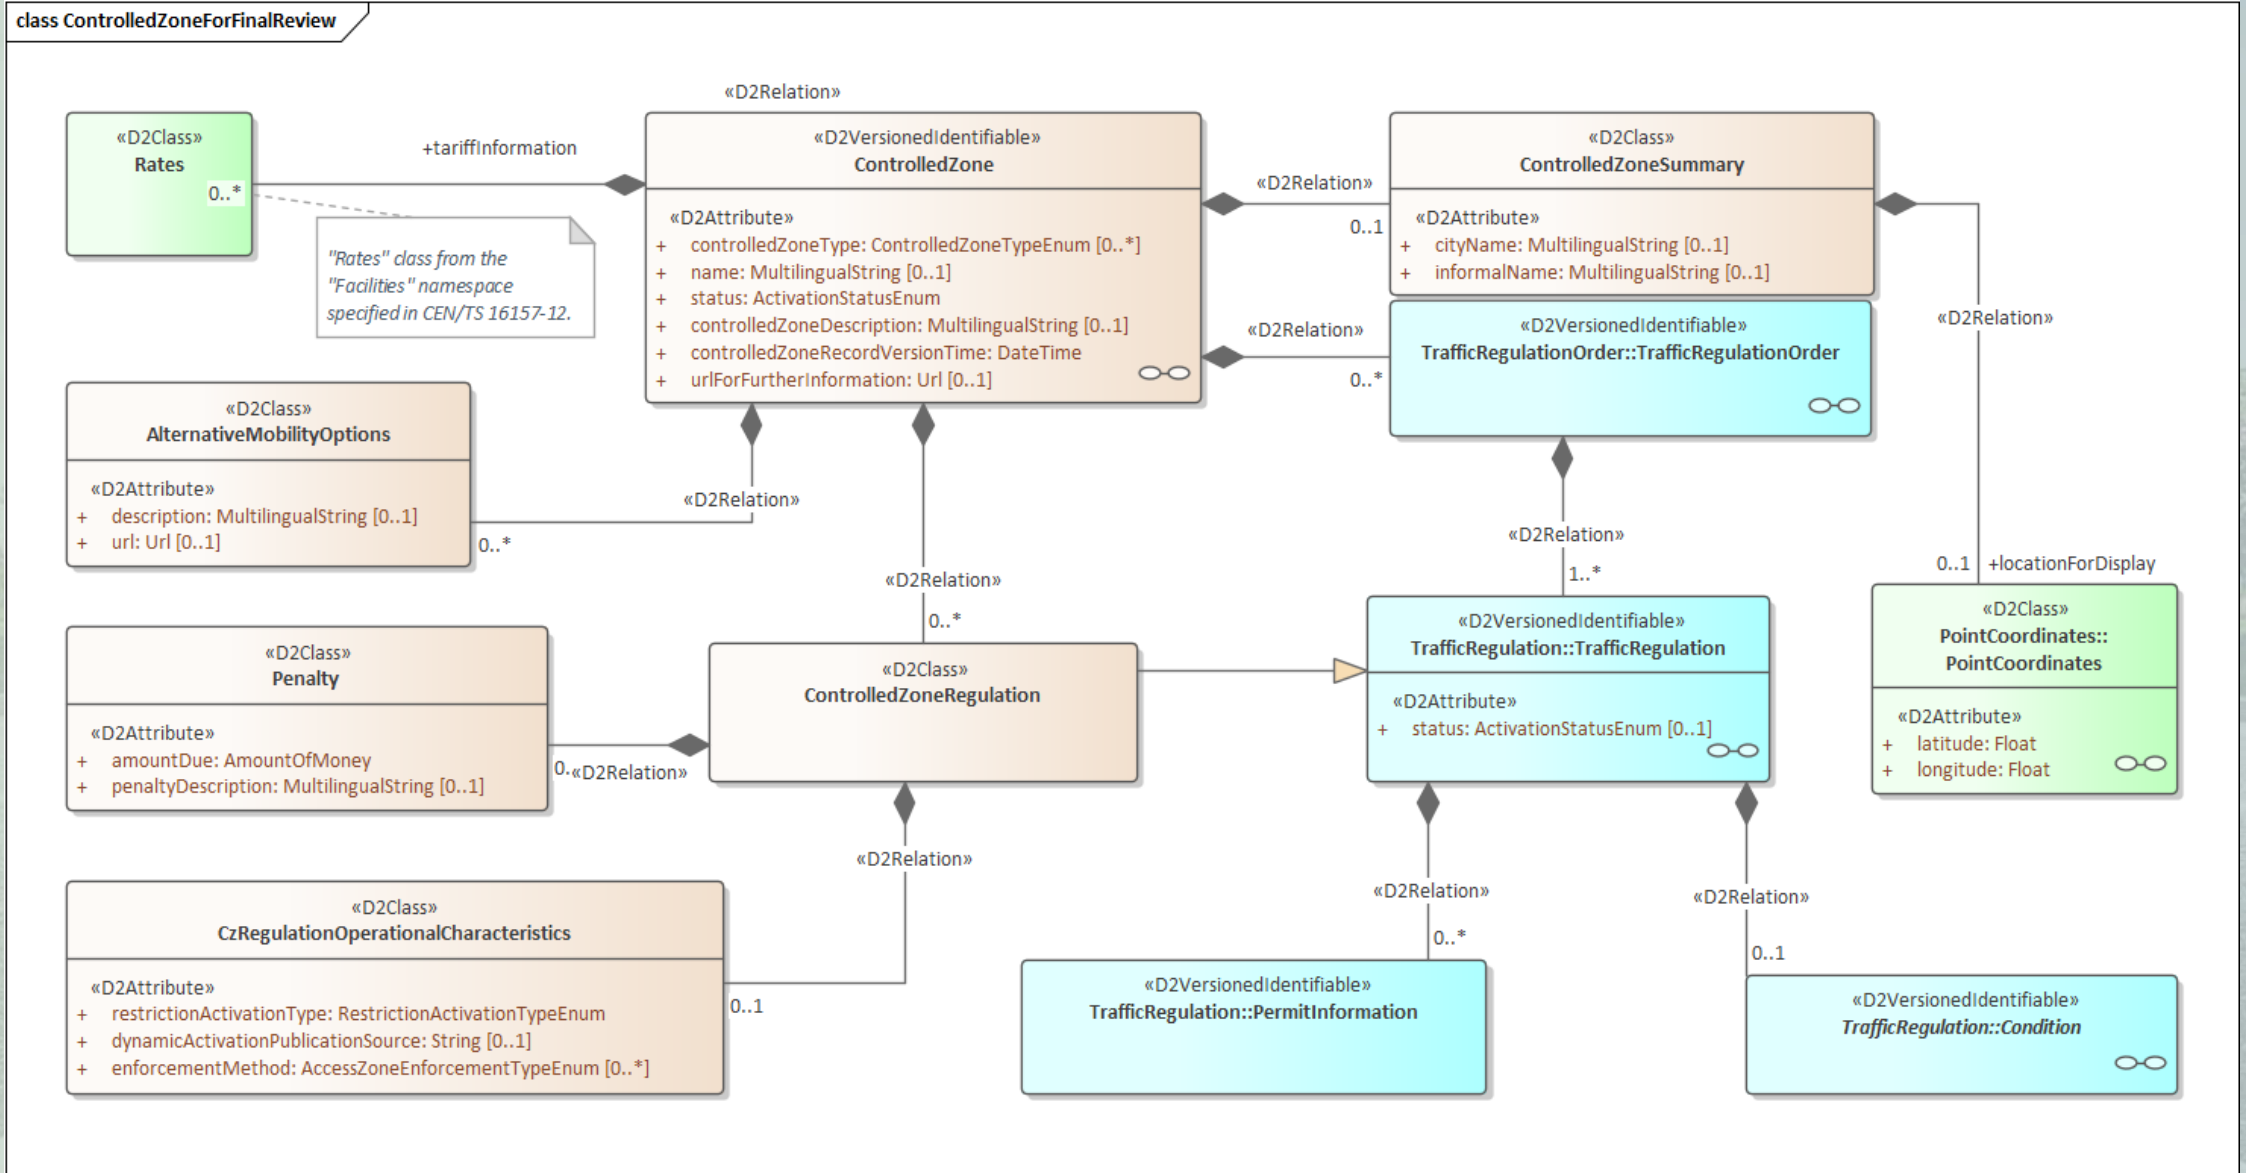 class ControlledZoneForFinalReview
«D2Relation»
«D2Class»
Rates
0..*
+tariffInformation
"Rates" class from the
"Facilities" namespace
specified in CEN/TS 16157-12.
«D2VersionedIdentifiable»
ControlledZone
«D2Attribute»
+ controlledZoneType: ControlledZoneTypeEnum [0..*]
+ name: MultilingualString [0..1]
+ status: ActivationStatusEnum
+ controlledZoneDescription: MultilingualString [0..1]
+ controlledZoneRecordVersionTime: DateTime
+ urlForFurtherInformation: Url [0..1]
«D2Relation»
0..1
«D2Class»
ControlledZoneSummary
«D2Attribute»
+ cityName: MultilingualString [0..1]
+ informalName: MultilingualString [0..1]
«D2Relation»
0..*
«D2VersionedIdentifiable»
TrafficRegulationOrder::TrafficRegulationOrder
«D2Relation»
0..1 +locationForDisplay
«D2Class»
AlternativeMobilityOptions
«D2Attribute»
+ description: MultilingualString [0..1]
+ url: Url [0..1]
0..*
«D2Relation»
«D2Relation»
0..*
«D2Relation»
1..*
«D2Class»
Penalty
«D2Attribute»
+ amountDue: AmountOfMoney
+ penaltyDescription: MultilingualString [0..1]
0..
«D2Relation»
«D2Class»
ControlledZoneRegulation
«D2VersionedIdentifiable»
TrafficRegulation::TrafficRegulation
«D2Attribute»
+ status: ActivationStatusEnum [0..1]
«D2Class»
PointCoordinates::
PointCoordinates
«D2Attribute»
+ latitude: Float
+ longitude: Float
«D2Relation»
«D2Class»
CzRegulationOperationalCharacteristics
«D2Attribute»
+ restrictionActivationType: RestrictionActivationTypeEnum
+ dynamicActivationPublicationSource: String [0..1]
+ enforcementMethod: AccessZoneEnforcementTypeEnum [0..*]
0..1
«D2Relation»
0..*
«D2VersionedIdentifiable»
TrafficRegulation::PermitInformation
«D2Relation»
0..1
«D2VersionedIdentifiable»
TrafficRegulation::Condition